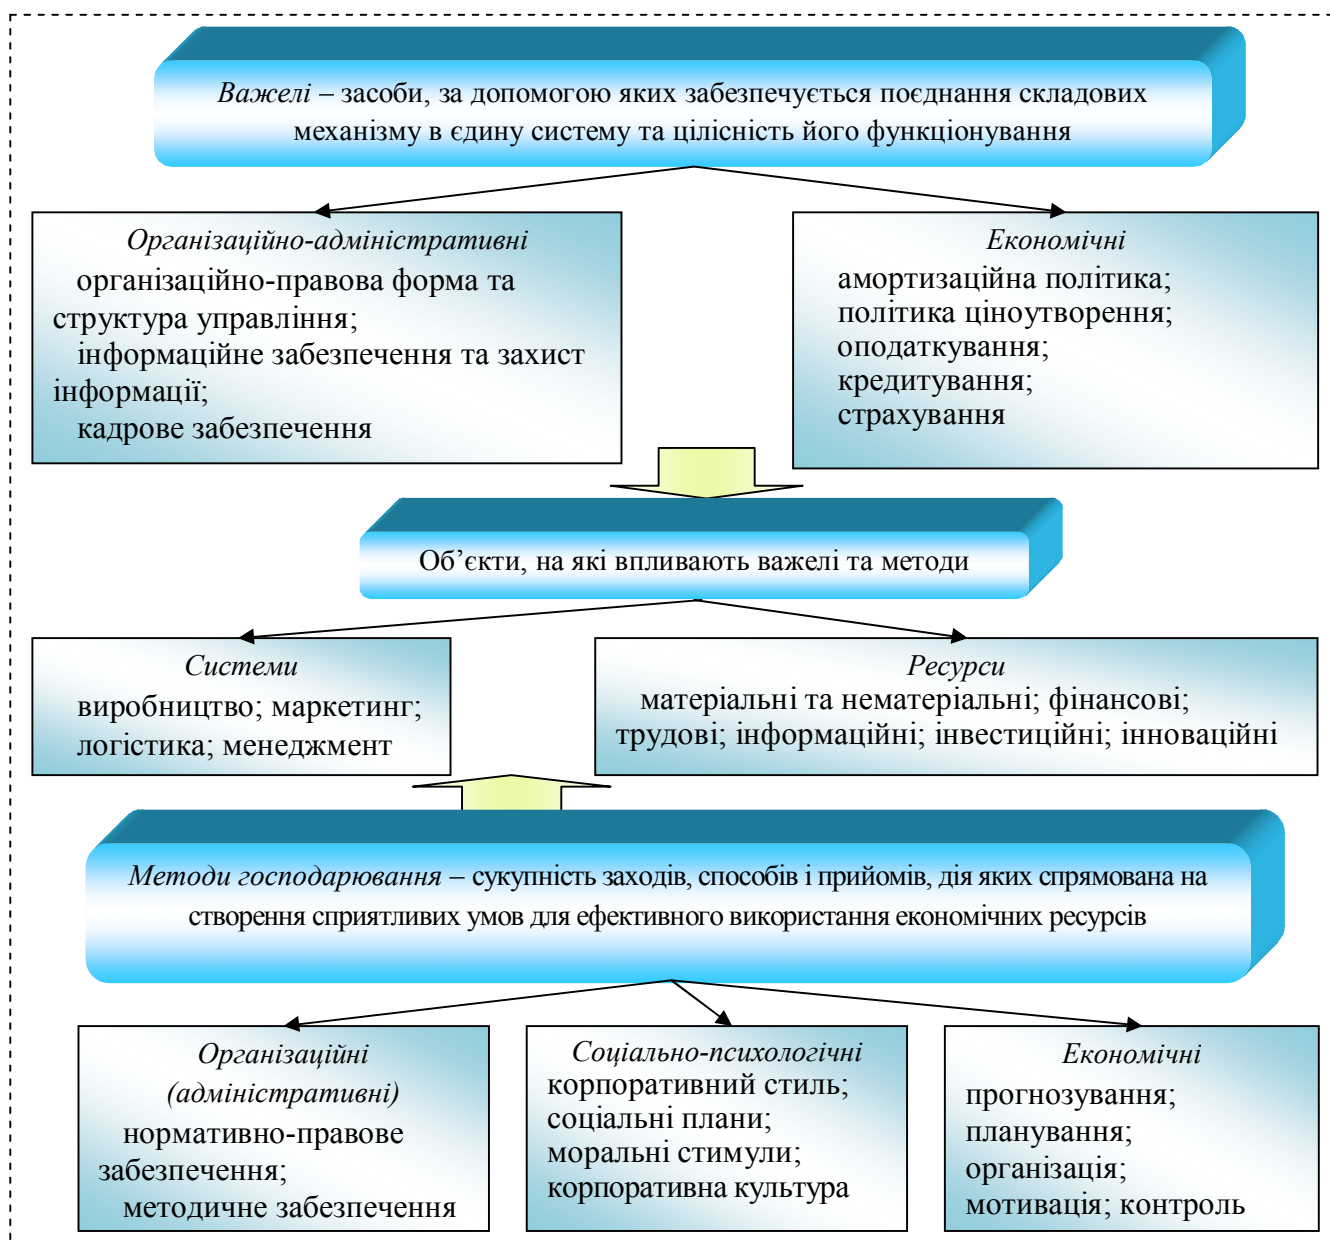 Важелі – засоби, за допомогою яких забезпечується поєднання складових
механізму в єдину систему та цілісність його функціонування
Організаційно-адміністративні
організаційно-правова форма та
структура управління;
інформаційне забезпечення та захист
інформації;
кадрове забезпечення
Економічні
амортизаційна політика;
політика ціноутворення;
оподаткування;
кредитування;
страхування
Об’єкти, на які впливають важелі та методи
Системи
виробництво; маркетинг;
логістика; менеджмент
Ресурси
матеріальні та нематеріальні; фінансові;
трудові; інформаційні; інвестиційні; інноваційні
Методи господарювання – сукупність заходів, способів і прийомів, дія яких спрямована на
створення сприятливих умов для ефективного використання економічних ресурсів
Організаційні
(адміністративні)
нормативно-правове
забезпечення;
методичне забезпечення
Соціально-психологічні
корпоративний стиль;
соціальні плани;
моральні стимули;
корпоративна культура
Економічні
прогнозування;
планування;
організація;
мотивація; контроль